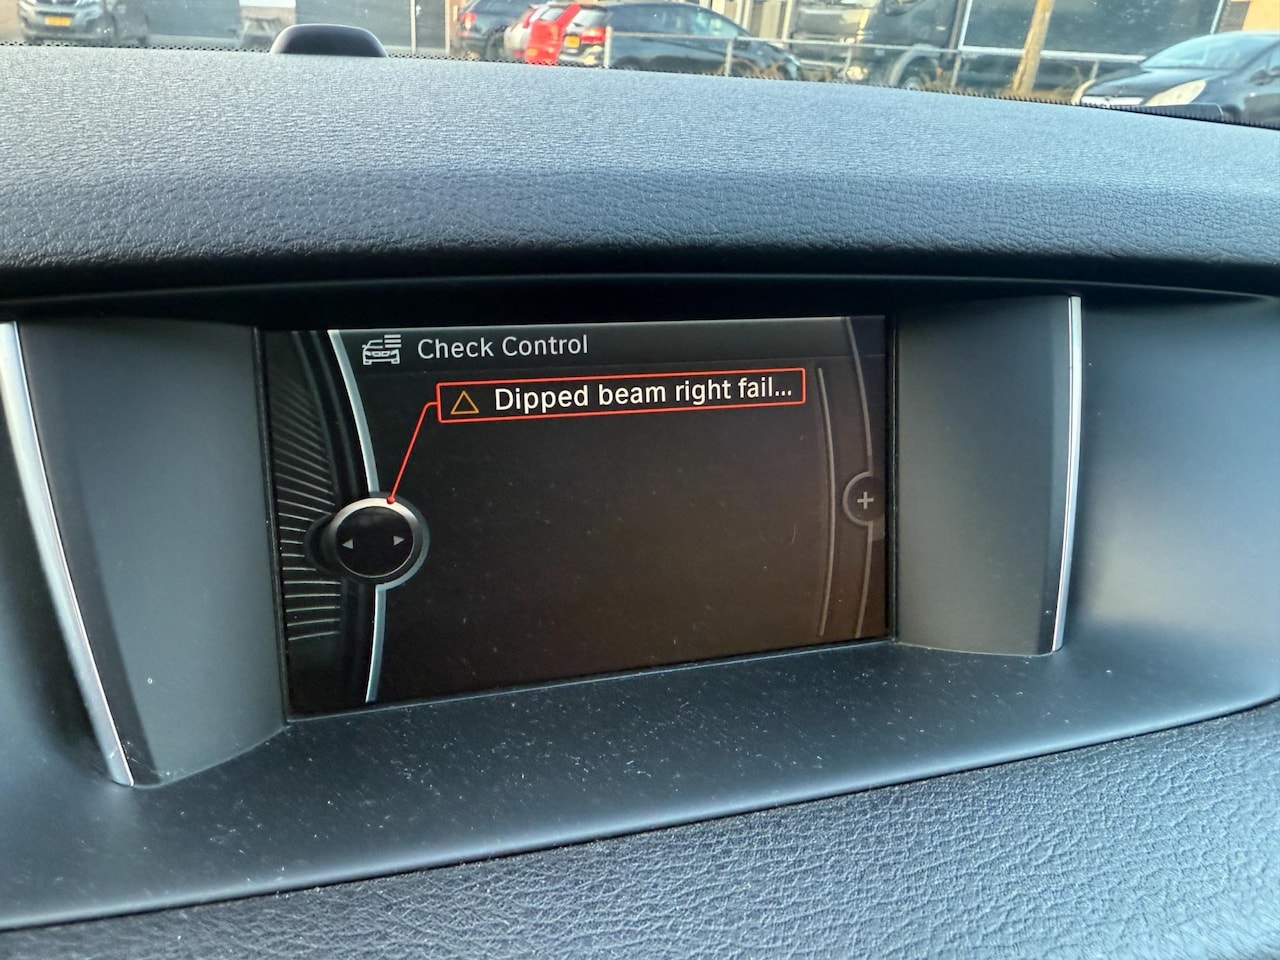 Check Control
Dipped beam right fail...